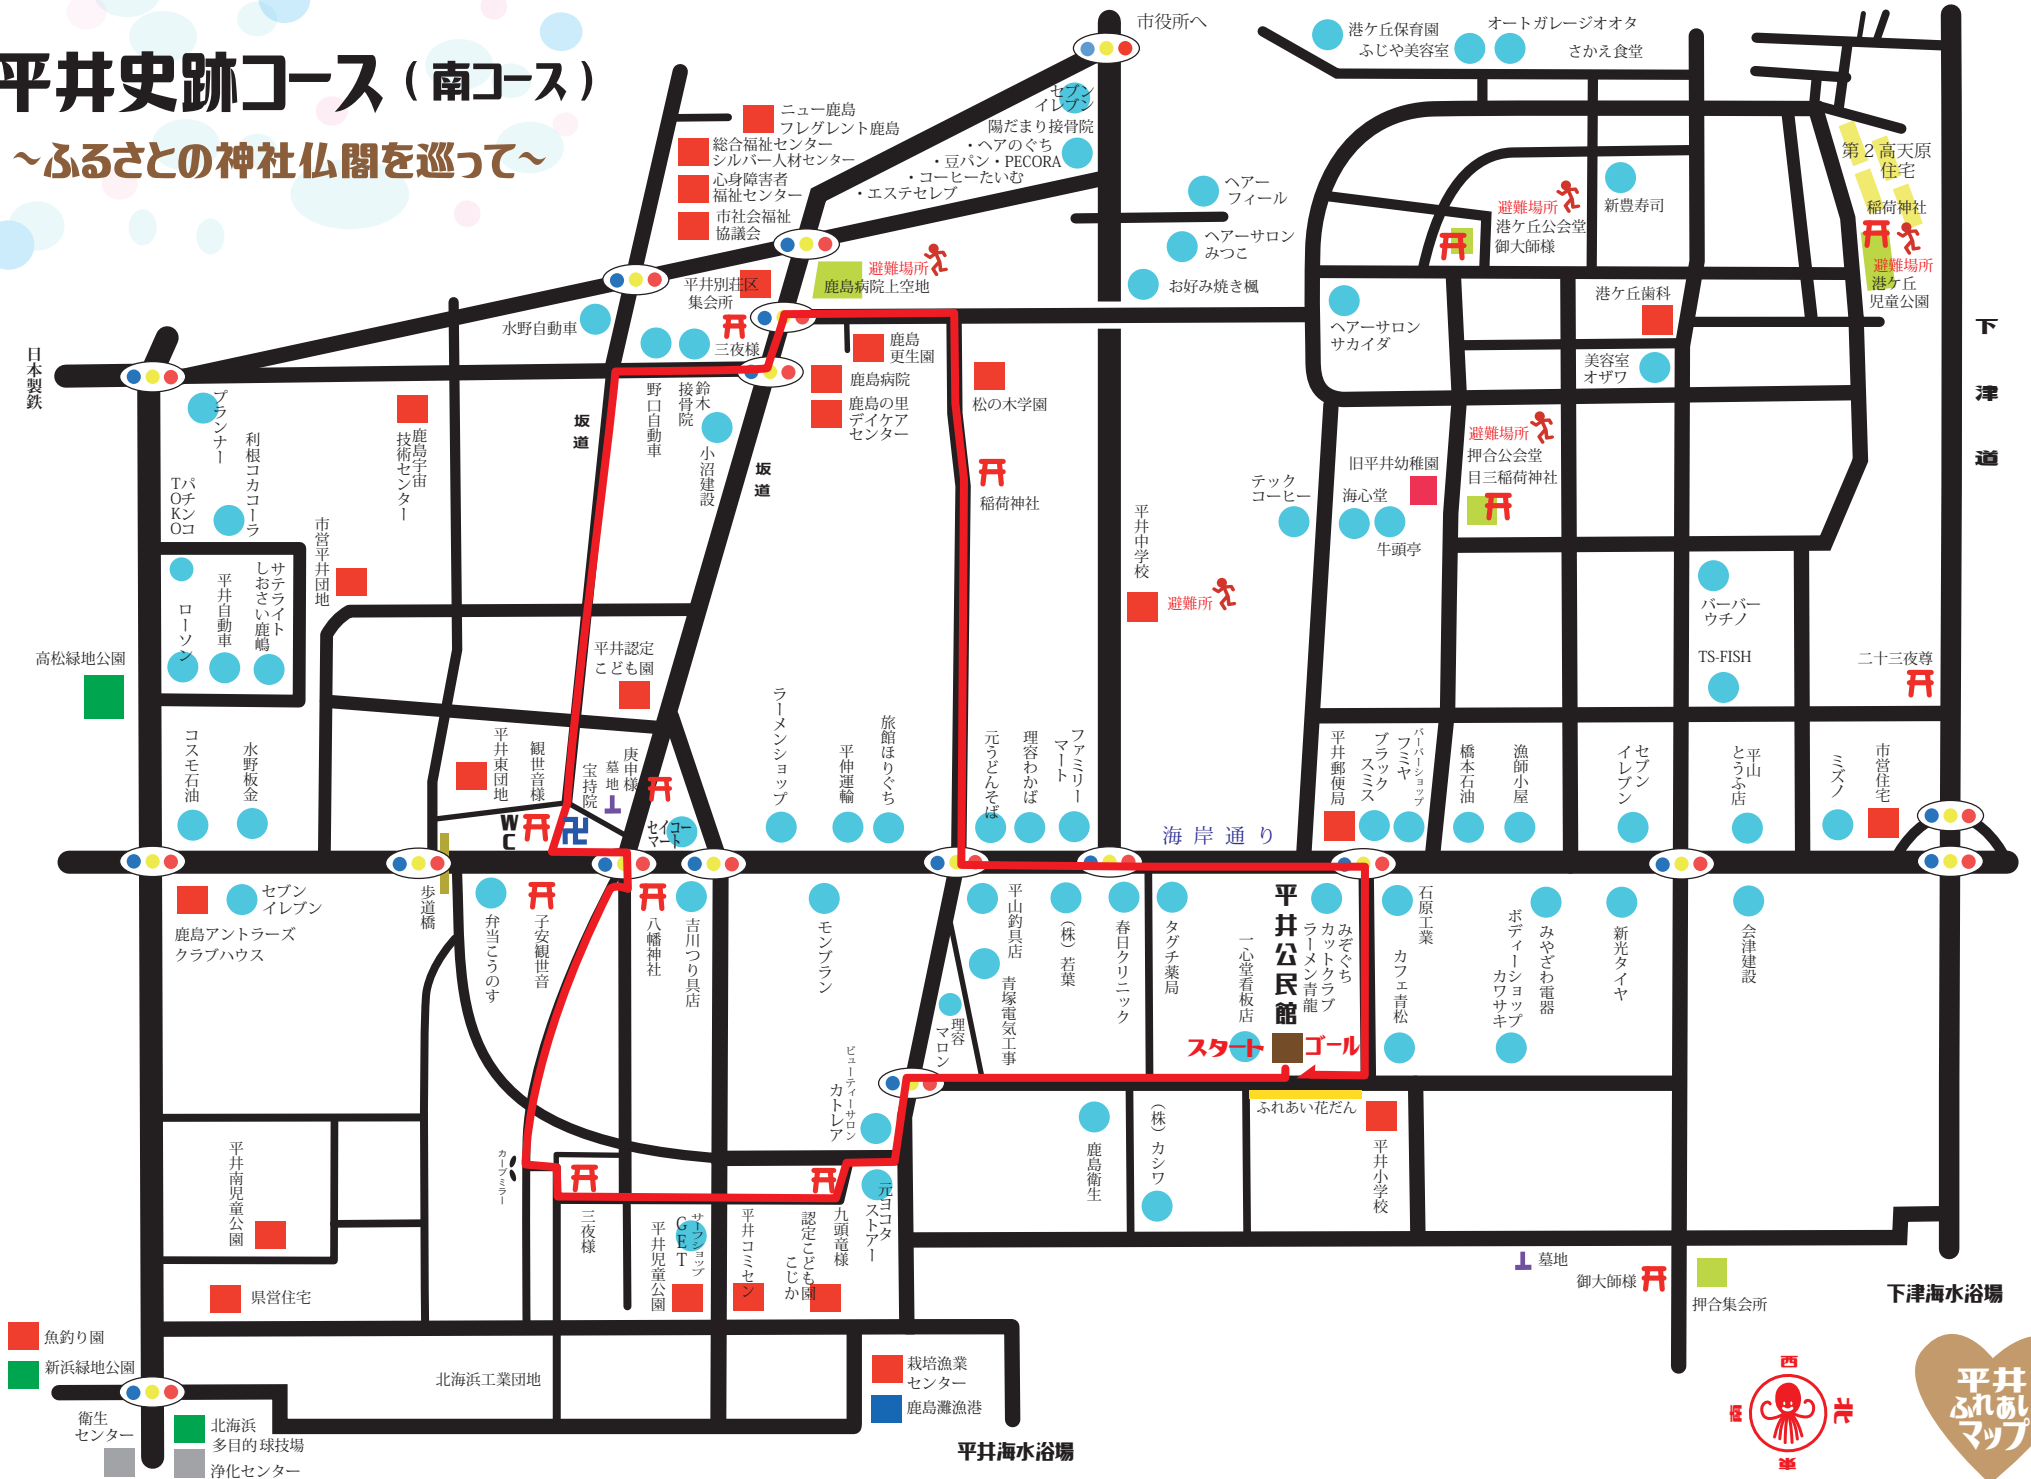 平井史跡コース（南コース）
～ふるさとの神社仏閣を巡って～
市役所へ
港ケ丘保育園
ふじや美容室
オートガレージオオタ
さかえ食堂
ニュー鹿島
フレグレント鹿島
総合福祉センター
シルバー人材センター
心身障害者
福祉センター
市社会福祉
協議会
セブン
イレブン
陽だまり接骨院
・ヘアのぐち
・豆パン・PECORA
・コーヒーたいむ
・エステセレブ
ヘアー
フィール
ヘアーサロン
みつこ
お好み焼き楓
避難場所
港ケ丘公会堂
御大師様
新豊寿司
第２高天原
住宅
稲荷神社
避難場所
港ケ丘
児童公園
平井別荘区
集会所
避難場所
鹿島病院上空地
水野自動車
三夜様
鹿島
更生園
鹿島病院
鹿島の里
デイケア
センター
松の木学園
稲荷神社
ヘアーサロン
サカイダ
港ケ丘歯科
美容室
オザワ
下津道
日本製鉄
プランナー
利根コカコーラ
パチンコ
TOKO
鹿島宇宙
技術センター
市営平井団地
坂道
坂道
野口自動車
鈴木
接骨院
小沼建設
サテライト
しおさい鹿嶋
平井自動車
ローソン
高松緑地公園
コスモ石油
水野板金
平井認定
こども園
平井東団地
観世音様
宝持院
墓地
庚申様
WC
セイコー
マート
ラーメンショップ
平伸運輸
旅館ほりぐち
元うどんそば
理容わかば
ファミリー
マート
平井中学校
避難所
海岸通り
テック
コーヒー
旧平井幼稚園
海心堂
牛頭亭
避難場所
押合公会堂
目三稲荷神社
バーバー
ウチノ
TS-FISH
二十三夜尊
平井郵便局
ブラック
スミス
バーバーショップ
フミヤ
橋本石油
漁師小屋
セブン
イレブン
平山
とうふ店
ミズノ
市営住宅
セブン
イレブン
鹿島アントラーズ
クラブハウス
歩道橋
弁当こうのす
子安観世音
八幡神社
吉川つり具店
モンブラン
平山釣具店
青塚電気工事
理容
マロン
（株）若葉
春日クリニック
タグチ薬局
一心堂看板店
平井公民館
みぞぐち
カットクラブ
ラーメン青龍
石原工業
カフェ青松
ボディーショップ
カワサキ
みやざわ電器
新光タイヤ
会津建設
スタート
ゴール
ふれあい花だん
ビューティーサロン
カトレア
元ヨコタ
ストアー
カーブミラー
三夜様
平井児童公園
サーフショップ
GET
平井コミセン
認定こども園
こじか
九頭竜様
鹿島衛生
（株）カシワ
平井小学校
平井南児童公園
県営住宅
魚釣り園
新浜緑地公園
衛生
センター
北海浜
多目的球技場
浄化センター
北海浜工業団地
栽培漁業
センター
鹿島灘漁港
平井海水浴場
墓地
御大師様
押合集会所
下津海水浴場
西
北
東
平井
ふれあい
マップ